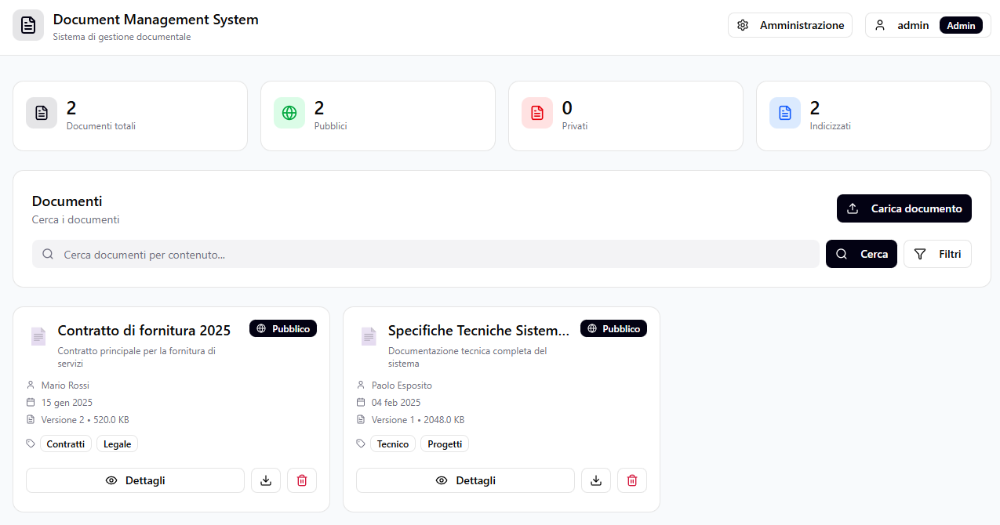 Document Management System
Sistema di gestione documentale
Amministrazione
admin
Admin
2
Documenti totali
2
Pubblici
0
Privati
2
Indicizzati
Documenti
Cerca i documenti
Carica documento
Cerca documenti per contenuto...
Cerca
Filtri
Contratto di fornitura 2025
Pubblico
Contratto principale per la fornitura di
servizi
Mario Rossi
15 gen 2025
Versione 2 • 520.0 KB
Contratti
Legale
Dettagli
Specifiche Tecniche Sistem...
Pubblico
Documentazione tecnica completa del
sistema
Paolo Esposito
04 feb 2025
Versione 1 • 2048.0 KB
Tecnico
Progetti
Dettagli